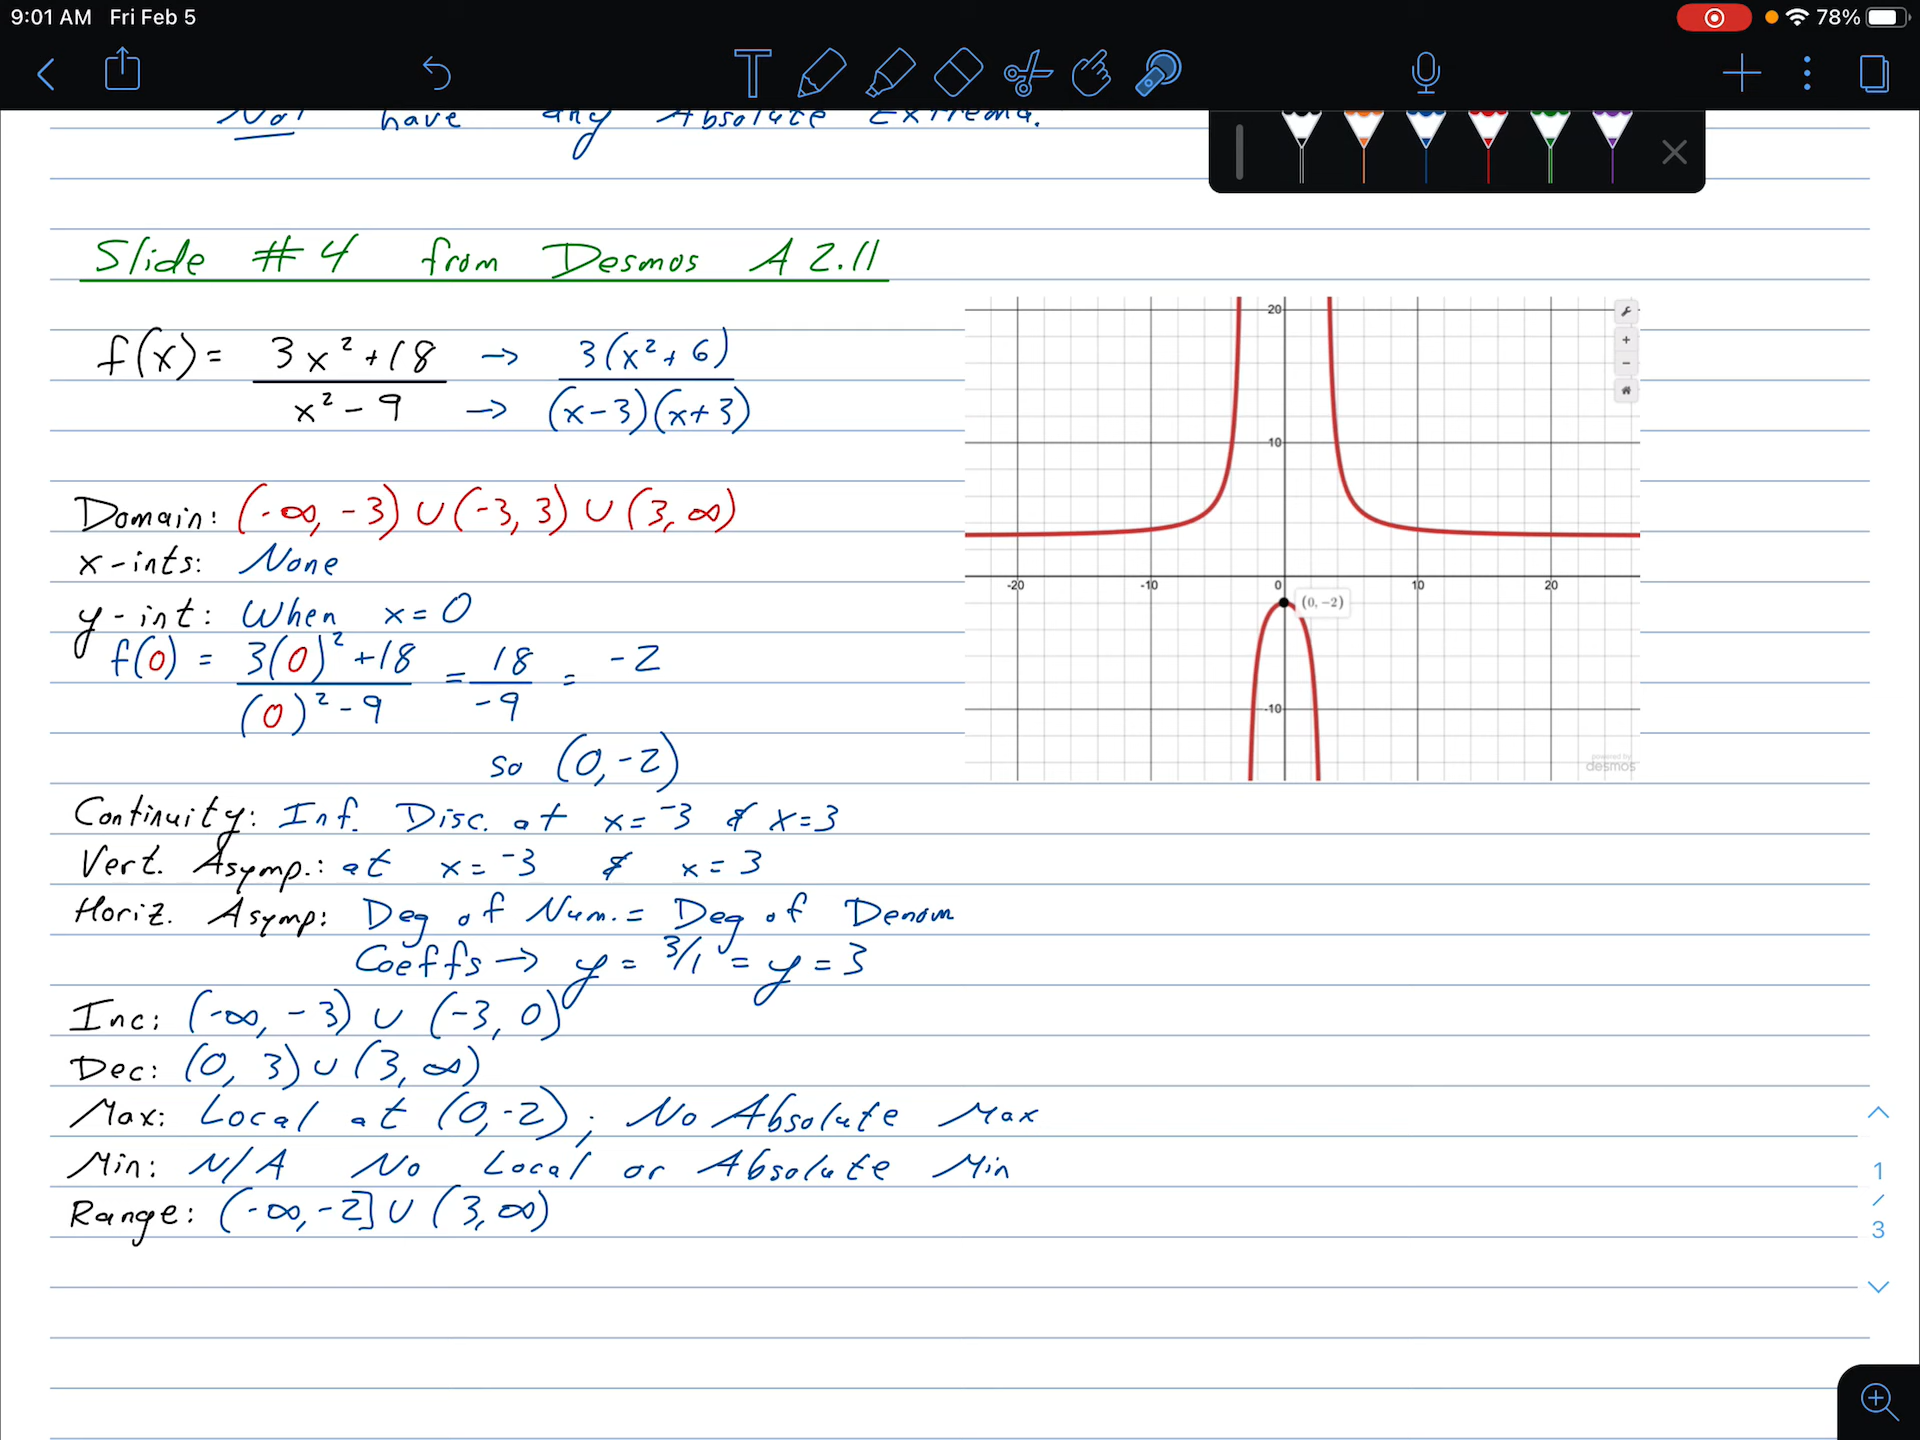 9:01 AM Fri Feb 5
78%
T
Not have any Absolute Extrema.
Slide #4 from Desmos A 2.11
f(x) = 3x² + 18 → 3(x² + 6)
x² - 9 → (x-3)(x+3)
Domain: (-∞, -3) ∪ (-3, 3) ∪ (3, ∞)
x-ints: None
y-int: When x = 0
f(0) = 3(0)² + 18 = 18 = -2
(0)² - 9 -9
so (0, -2)
Continuity: Inf. Disc. at x = -3 & x = 3
Vert. Asymp.: at x = -3 & x = 3
Horiz. Asymp: Deg of Num. = Deg of Denom
Coeffs → y = 3/1 = y = 3
Inc: (-∞, -3) ∪ (-3, 0)
Dec: (0, 3) ∪ (3, ∞)
Max: Local at (0, -2); No Absolute Max
Min: N/A No Local or Absolute Min
Range: (-∞, -2] ∪ (3, ∞)
20
10
-20 -10 0 10 20
(0, -2)
-10
powered by
desmos
1
/
3